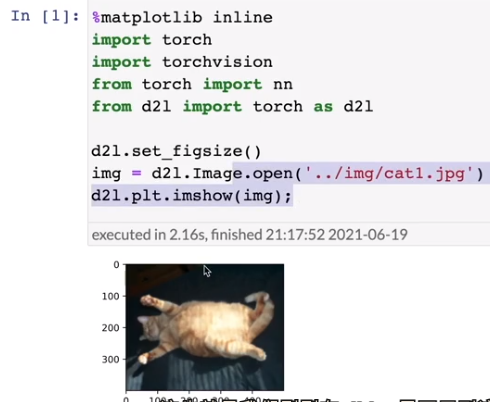 In [1]: %matplotlib inline
import torch
import torchvision
from torch import nn
from d2l import torch as d2l
d2l.set_figsize()
img = d2l.Image.open('../img/cat1.jpg')
d2l.plt.imshow(img);
executed in 2.16s, finished 21:17:52 2021-06-19
0
100
200
300
0